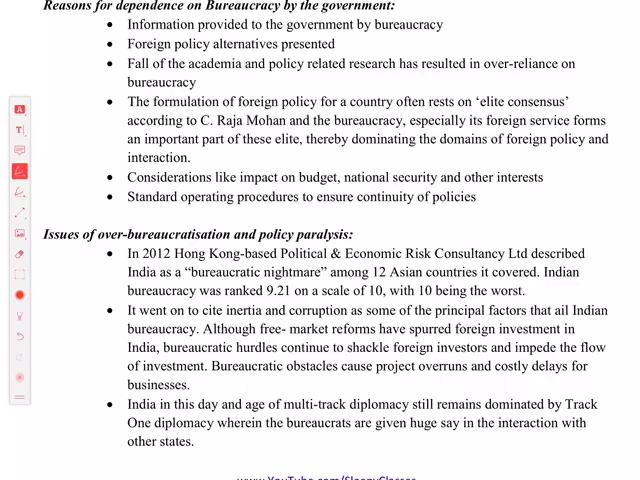 Reasons for dependence on Bureaucracy by the government:
• Information provided to the government by bureaucracy
• Foreign policy alternatives presented
• Fall of the academia and policy related research has resulted in over-reliance on
bureaucracy
• The formulation of foreign policy for a country often rests on ‘elite consensus’
according to C. Raja Mohan and the bureaucracy, especially its foreign service forms
an important part of these elite, thereby dominating the domains of foreign policy and
interaction.
• Considerations like impact on budget, national security and other interests
• Standard operating procedures to ensure continuity of policies
Issues of over-bureaucratisation and policy paralysis:
• In 2012 Hong Kong-based Political & Economic Risk Consultancy Ltd described
India as a “bureaucratic nightmare” among 12 Asian countries it covered. Indian
bureaucracy was ranked 9.21 on a scale of 10, with 10 being the worst.
• It went on to cite inertia and corruption as some of the principal factors that ail Indian
bureaucracy. Although free- market reforms have spurred foreign investment in
India, bureaucratic hurdles continue to shackle foreign investors and impede the flow
of investment. Bureaucratic obstacles cause project overruns and costly delays for
businesses.
• India in this day and age of multi-track diplomacy still remains dominated by Track
One diplomacy wherein the bureaucrats are given huge say in the interaction with
other states.
www.YouTube.com/SleepyClasses